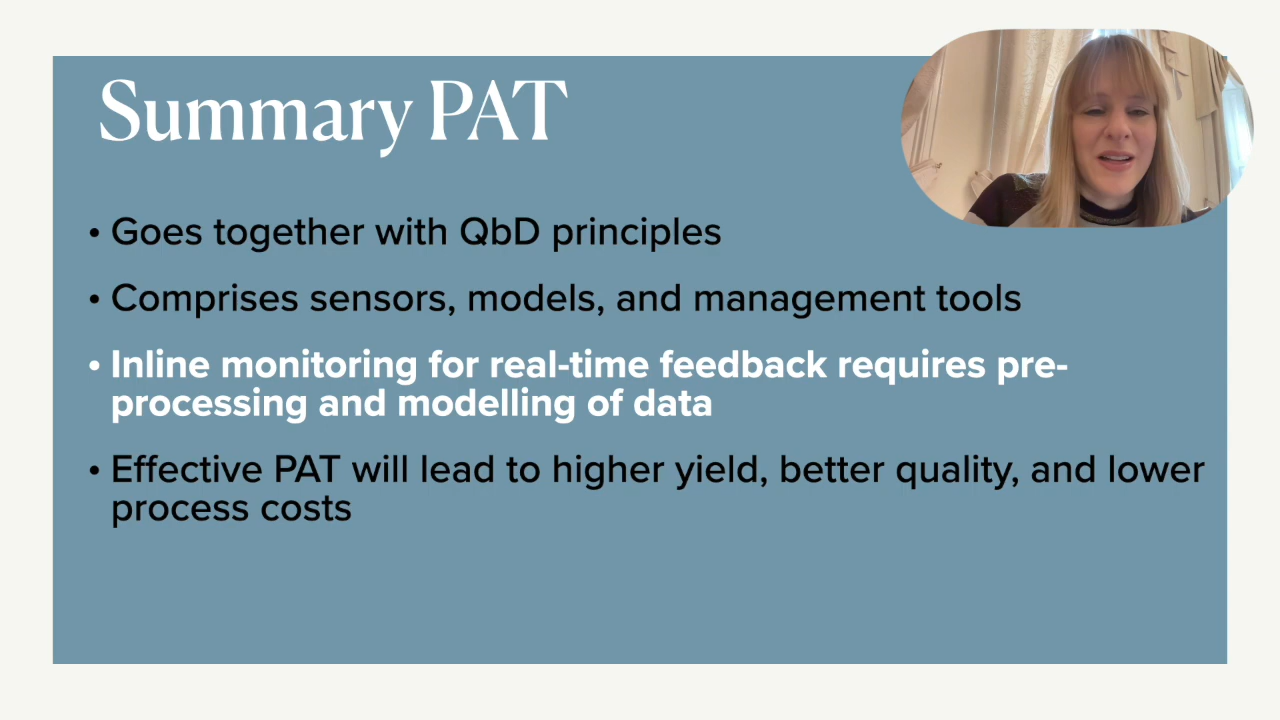 Summary PAT
• Goes together with QbD principles
• Comprises sensors, models, and management tools
• Inline monitoring for real-time feedback requires pre-
processing and modelling of data
• Effective PAT will lead to higher yield, better quality, and lower
process costs